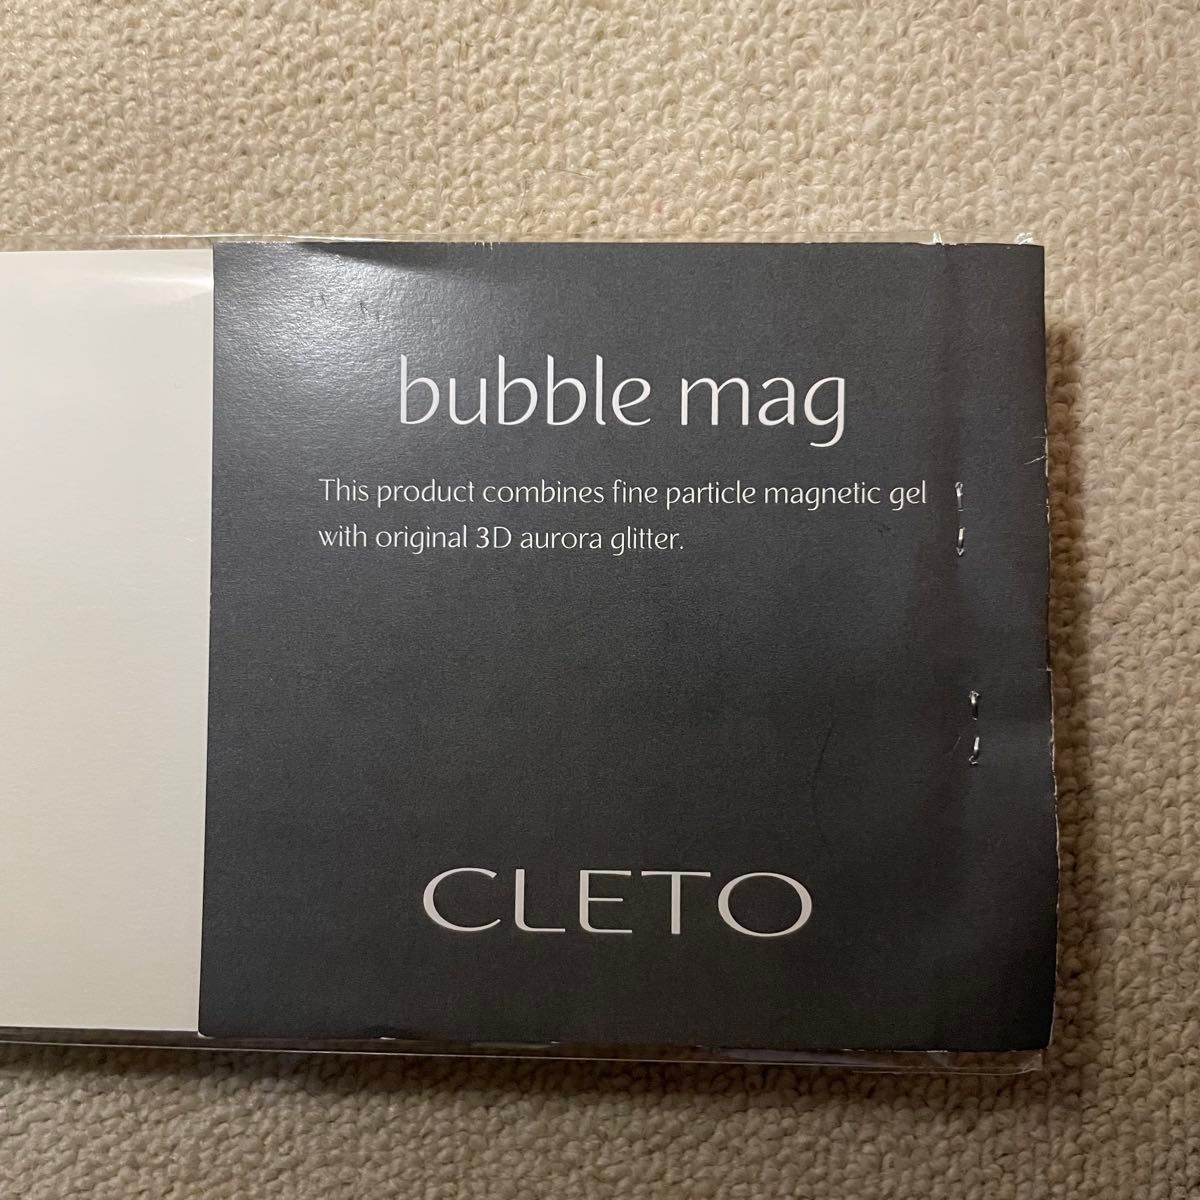 bubble mag
This product combines fine particle magnetic gel
with original 3D aurora glitter.
CLETO